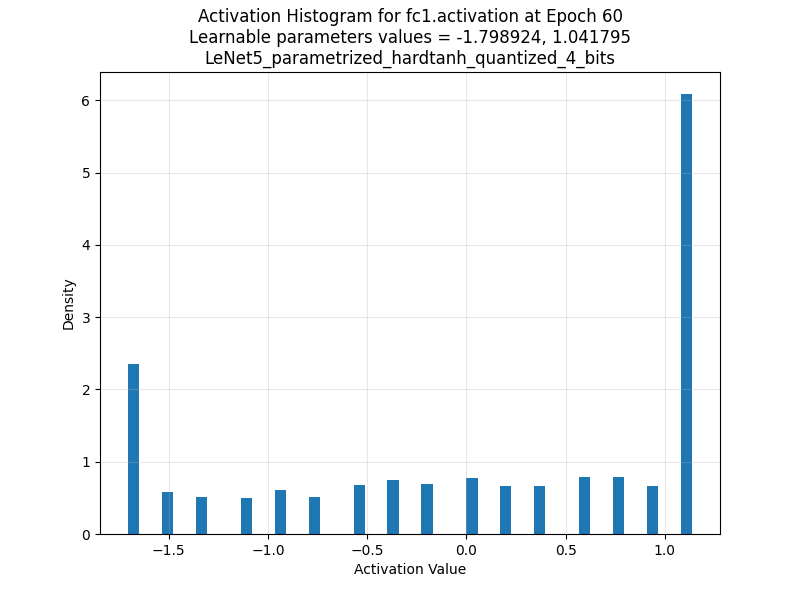 Activation Histogram for fc1.activation at Epoch 60
Learnable parameters values = -1.798924, 1.041795
LeNet5_parametrized_hardtanh_quantized_4_bits
6
5
4
3
2
1
0
Density
−1.5
−1.0
−0.5
0.0
0.5
1.0
Activation Value